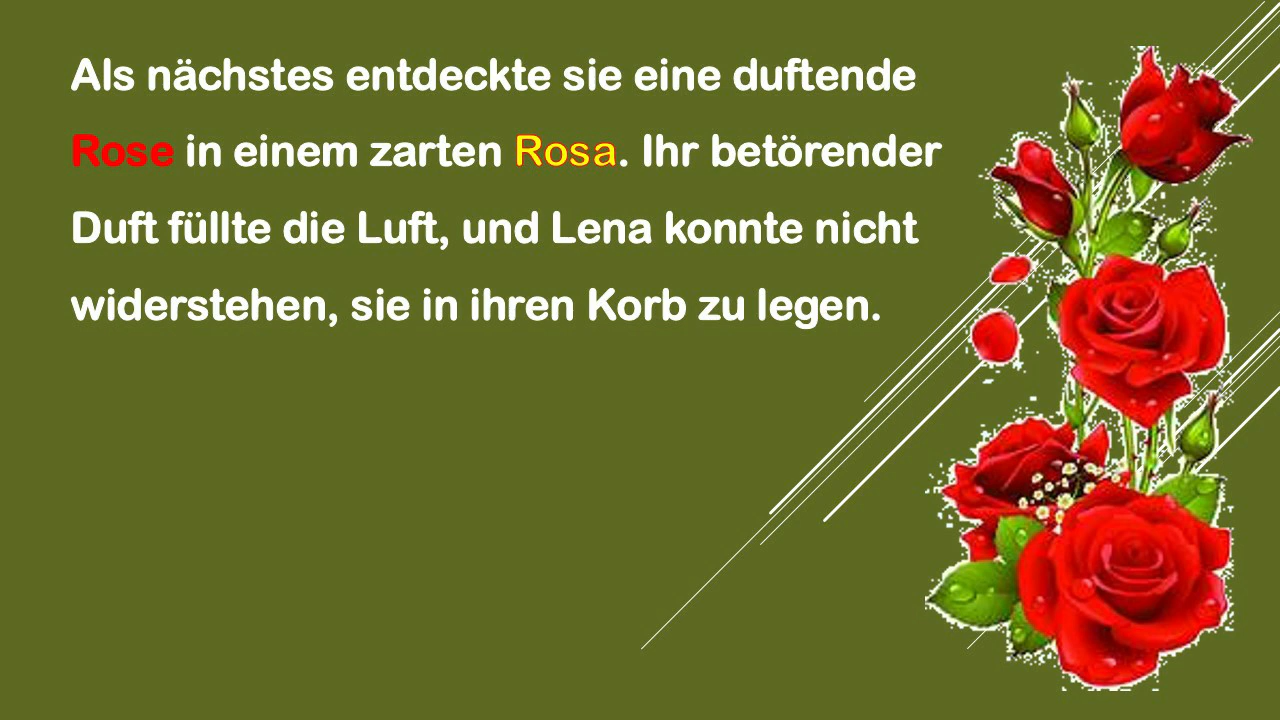 Als nächstes entdeckte sie eine duftende
Rose in einem zarten Rosa. Ihr betörender
Duft füllte die Luft, und Lena konnte nicht
widerstehen, sie in ihren Korb zu legen.